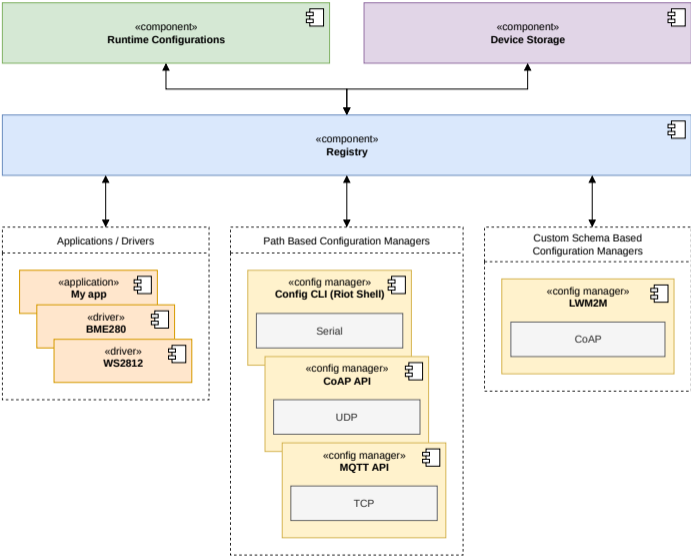 «component»
Runtime Configurations
«component»
Device Storage
«component»
Registry
Applications / Drivers
«application»
My app
«driver»
BME280
«driver»
WS2812
Path Based Configuration Managers
«config manager»
Config CLI (Riot Shell)
Serial
«config manager»
CoAP API
UDP
«config manager»
MQTT API
TCP
Custom Schema Based
Configuration Managers
«config manager»
LWM2M
CoAP